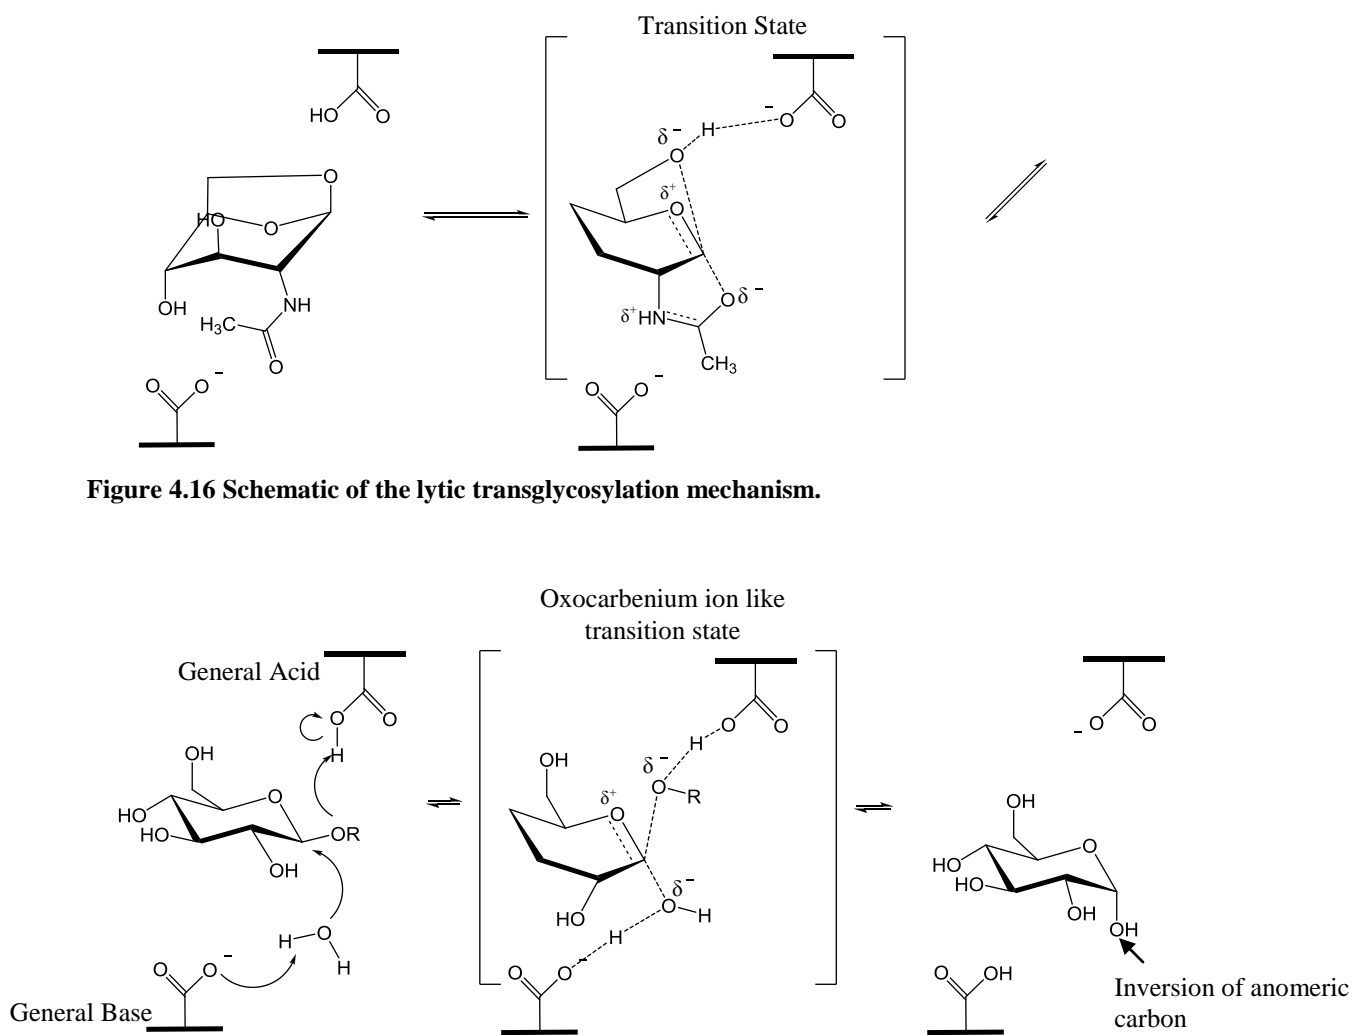 Transition State
HO
O
−
O
O
H
δ −
O
O
HO
O
δ+
O
OH
NH
H3C
O
δ+ HN
O δ −
CH3
O
O −
O
O −
Figure 4.16 Schematic of the lytic transglycosylation mechanism.
Oxocarbenium ion like
transition state
General Acid
O
O
H
O
O
H
−
O
O
OH
HO
HO
O
OR
OH
OH
δ+
O
δ −
O
R
HO
δ −
O
H
H
OH
HO
HO
O
OH
OH
H
O
H
O
O −
General Base
O
O −
O
OH
Inversion of anomeric
carbon